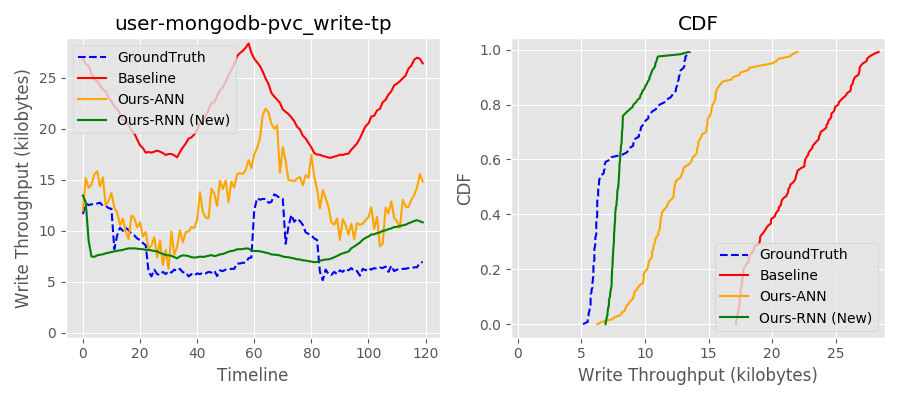 user-mongodb-pvc_write-tp
Write Throughput (kilobytes)
25
20
15
10
5
0
GroundTruth
Baseline
Ours-ANN
Ours-RNN (New)
0
20
40
60
80
100
120
Timeline
CDF
CDF
1.0
0.8
0.6
0.4
0.2
0.0
GroundTruth
Baseline
Ours-ANN
Ours-RNN (New)
0
5
10
15
20
25
Write Throughput (kilobytes)